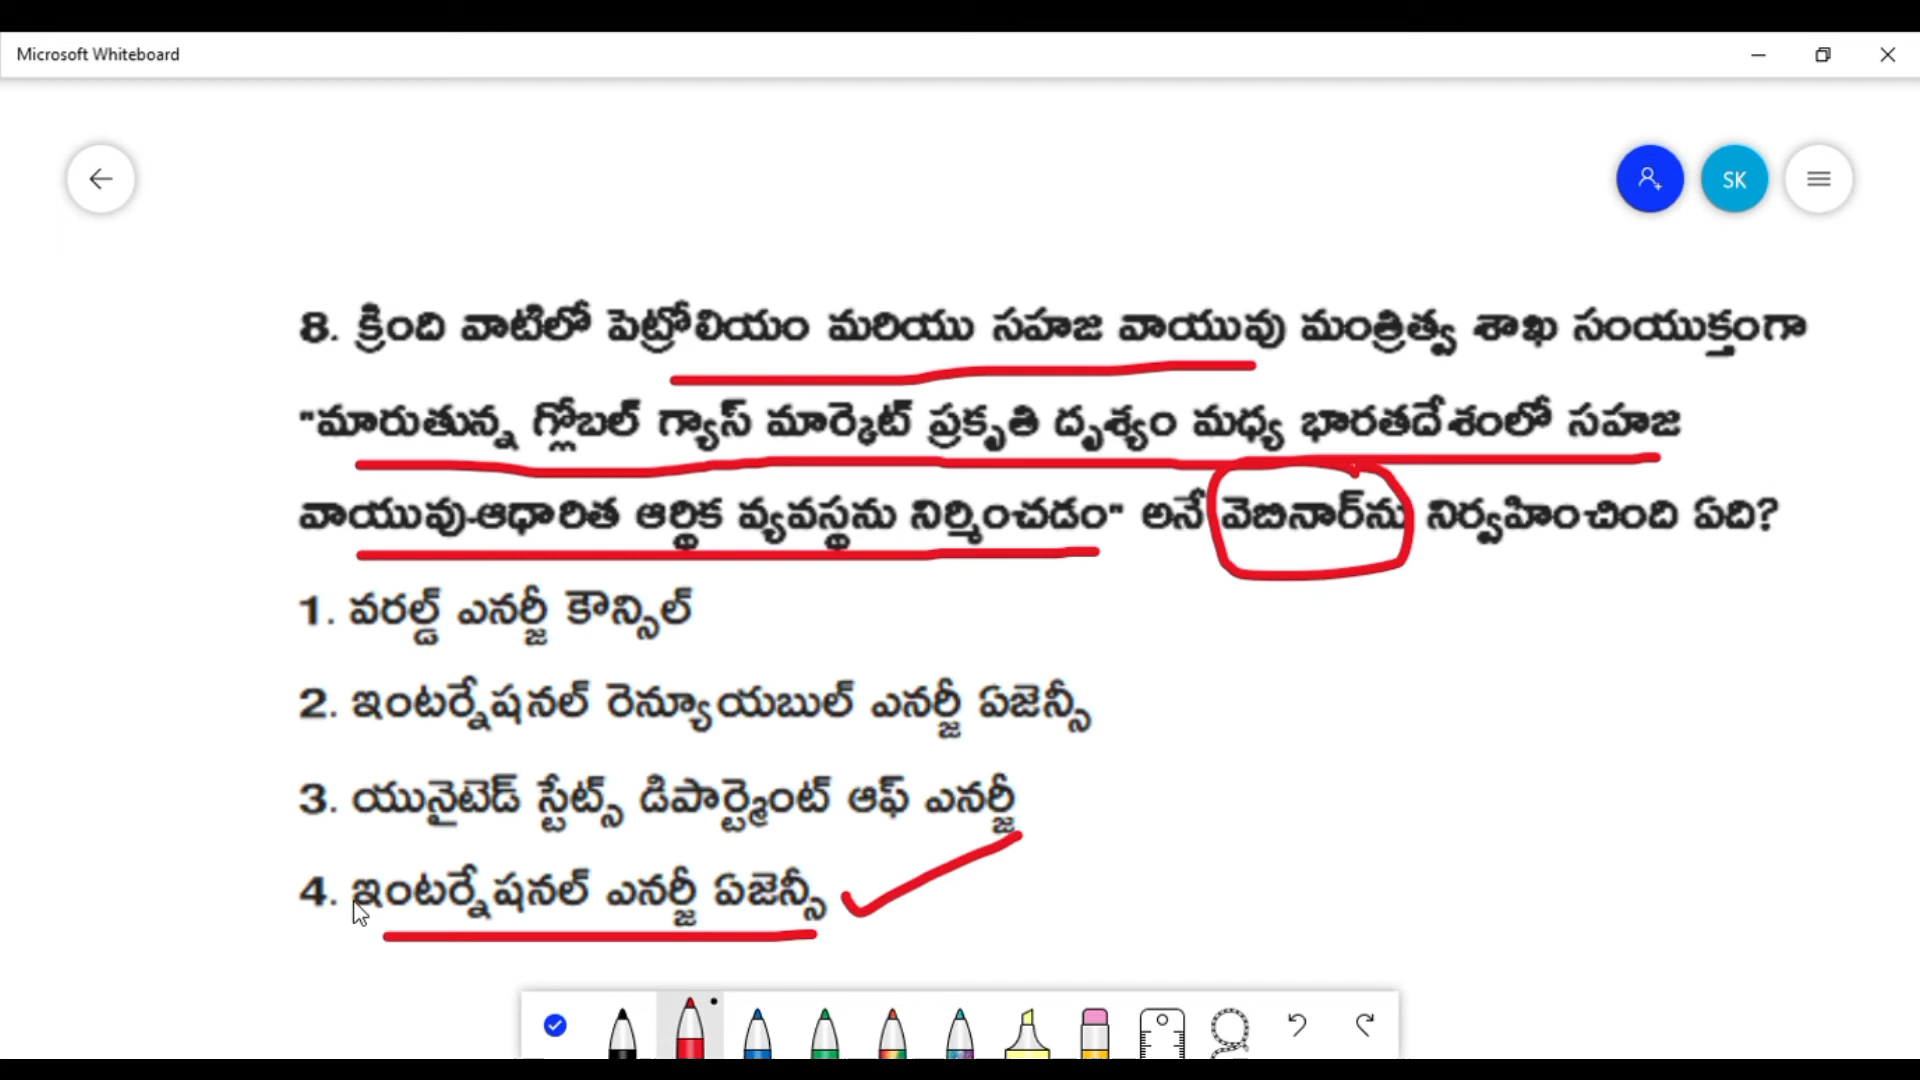 Microsoft Whiteboard
SK
8. క్రింది వాటిలో పెట్రోలియం మరియు సహజ వాయువు మంత్రిత్వ శాఖ సంయుక్తంగా
"మారుతున్న గ్లోబల్ గ్యాస్ మార్కెట్ ప్రకృతి దృశ్యం మధ్య భారతదేశంలో సహజ
వాయువు-ఆధారిత ఆర్థిక వ్యవస్థను నిర్మించడం" అనే వెబినార్‌ను నిర్వహించింది ఏది?
1. వరల్డ్ ఎనర్జీ కౌన్సిల్
2. ఇంటర్నేషనల్ రెన్యూయబుల్ ఎనర్జీ ఏజెన్సీ
3. యునైటెడ్ స్టేట్స్ డిపార్ట్మెంట్ ఆఫ్ ఎనర్జీ
4. ఇంటర్నేషనల్ ఎనర్జీ ఏజెన్సీ